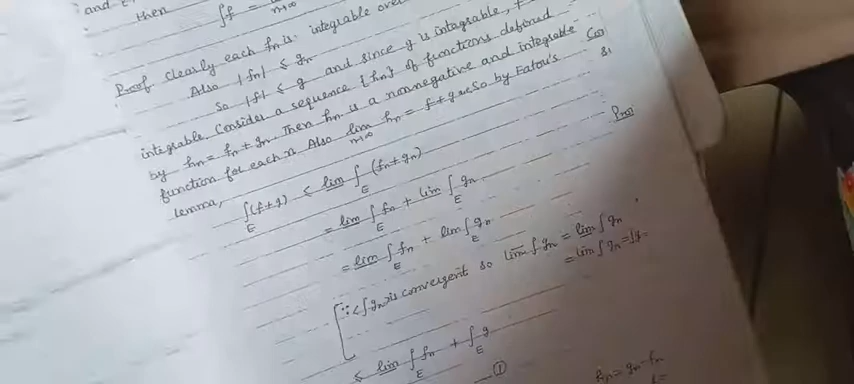 and
then ∫f = lim
n→∞
Proof Clearly each fn is integrable over
Also |fn| ≤ gn
So |f| ≤ g and since g is integrable,
integrable. Consider a sequence {hn} of functions defined
by hn = fn + gn. Then hn is a nonnegative and integrable
function for each n. Also lim n→∞ hn = f+g a.e. So by Fatou's
lemma,
∫E (f+g) ≤ lim ∫E (fn+gn)
= lim ∫E fn + lim ∫E gn
= lim ∫E fn + lim ∫E gn
[∵ <∫gn> is convergent so lim ∫gn = lim ∫gn
= lim ∫gn = ∫g
≤ lim ∫E fn + ∫E g
①
hn = gn - fn